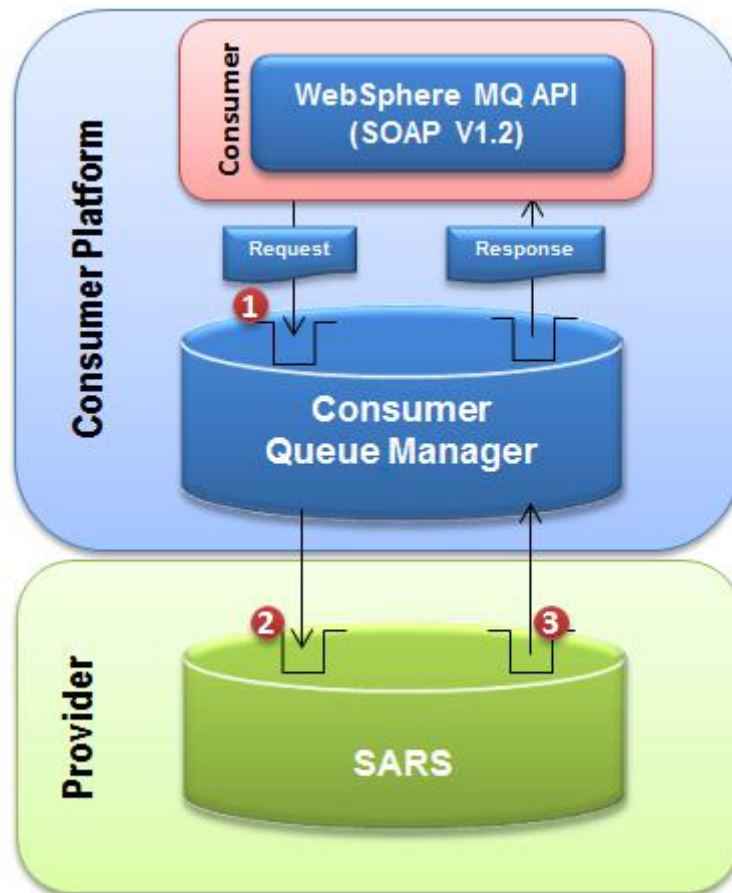 Consumer Platform
Consumer
WebSphere MQ API
(SOAP V1.2)
Request
Response
1
Consumer
Queue Manager
Provider
2
3
SARS